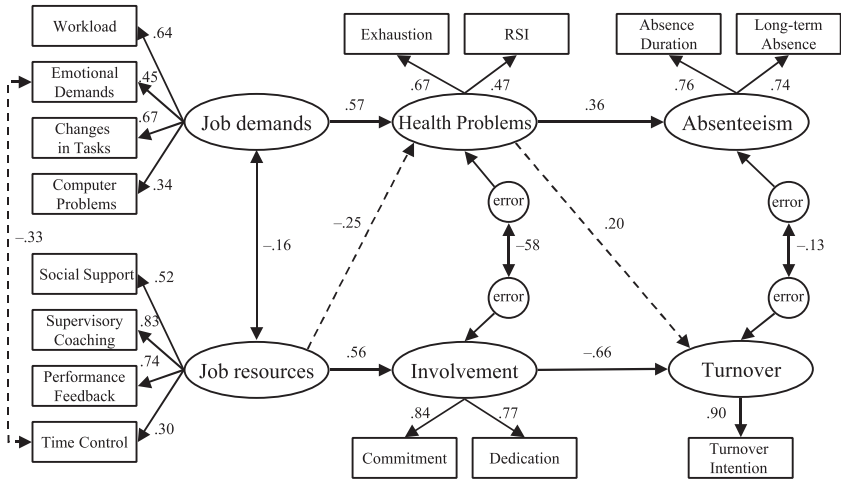 Workload
Emotional
Demands
Changes
in Tasks
Computer
Problems
.64
.45
.67
.34
–.33
Social Support
Supervisory
Coaching
Performance
Feedback
Time Control
.52
.83
.74
.30
Job demands
–.16
Job resources
.57
–.25
.56
Exhaustion
RSI
.67
.47
Health Problems
error
–58
error
Involvement
.84
.77
Commitment
Dedication
.36
.20
–.66
Absence
Duration
Long-term
Absence
.76
.74
Absenteeism
error
–.13
error
Turnover
.90
Turnover
Intention